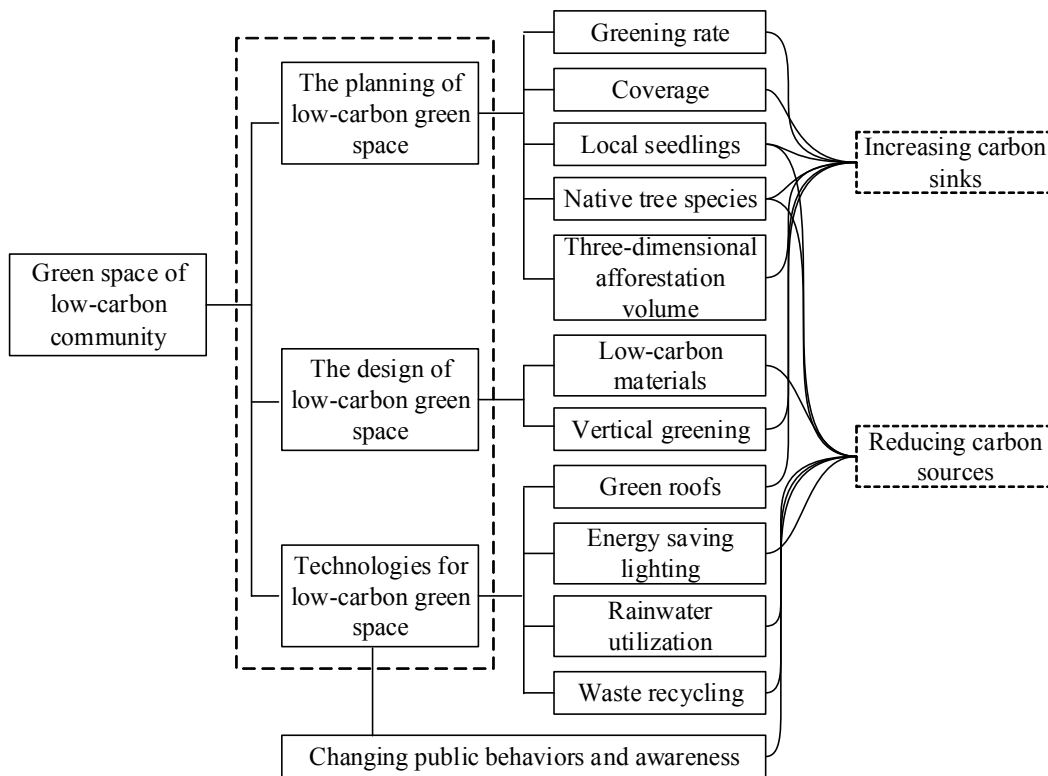 Green space of
low-carbon
community
The planning of
low-carbon green
space
The design of
low-carbon green
space
Technologies for
low-carbon green
space
Greening rate
Coverage
Local seedlings
Native tree species
Three-dimensional
afforestation
volume
Low-carbon
materials
Vertical greening
Green roofs
Energy saving
lighting
Rainwater
utilization
Waste recycling
Changing public behaviors and awareness
Increasing carbon
sinks
Reducing carbon
sources